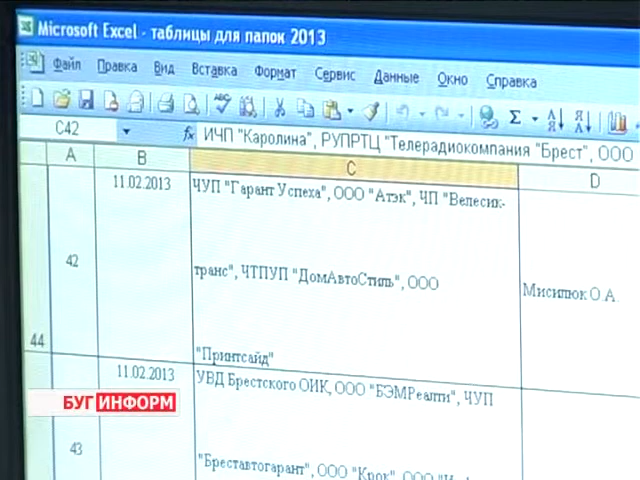 Microsoft Excel - таблицы для папок 2013
Файл Правка Вид Вставка Формат Сервис Данные Окно Справка
C42 fx ИЧП "Каролина", РУПРТЦ "Телерадиокомпания "Брест", ООО
A B C D
11.02.2013 ЧУП "Гарант Успеха", ООО "Атэк", ЧП "Велесик-
42 транс", ЧТПУП "ДомАвтоСтиль", ООО Мисилюк О.А.
44 "Принтсайд"
11.02.2013 УВД Брестского ОИК, ООО "БЭМРеалти", ЧУП
БУГ ИНФОРМ
43 "Бреставтогарант", ООО "Крок", ООО